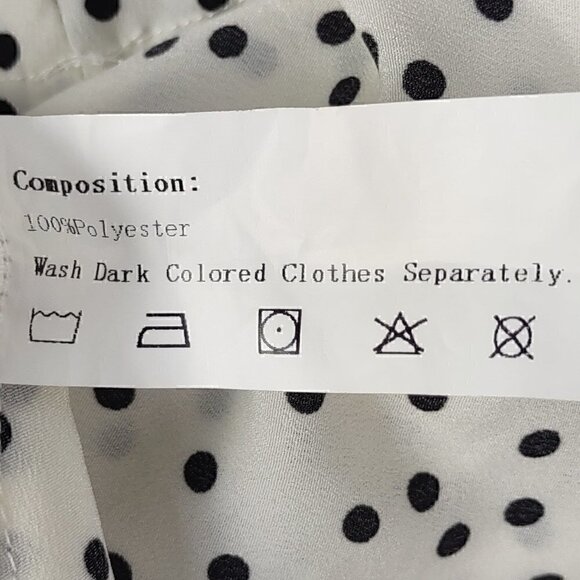 Composition:
100%Polyester
Wash Dark Colored Clothes Separately.